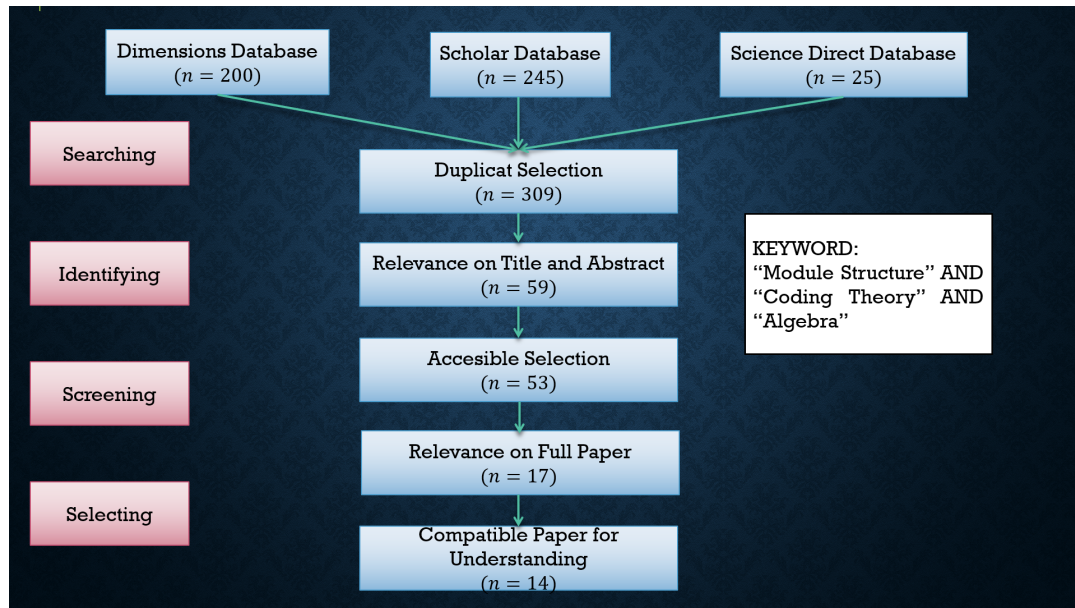 Dimensions Database
(n = 200)
Scholar Database
(n = 245)
Science Direct Database
(n = 25)
Searching
Duplicat Selection
(n = 309)
Identifying
Relevance on Title and Abstract
(n = 59)
KEYWORD:
“Module Structure” AND
“Coding Theory” AND
“Algebra”
Screening
Accesible Selection
(n = 53)
Relevance on Full Paper
(n = 17)
Selecting
Compatible Paper for
Understanding
(n = 14)